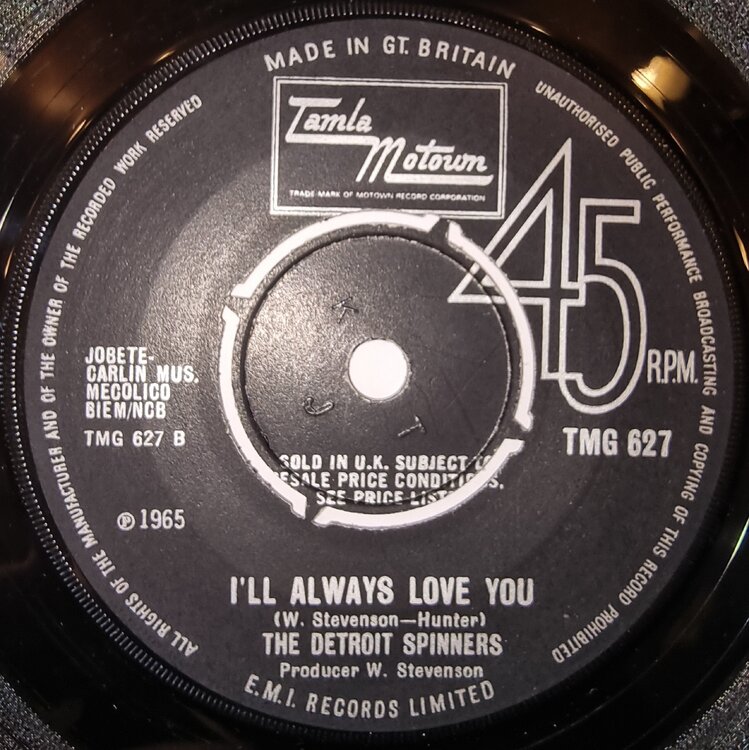 MADE IN GT. BRITAIN
UNAUTHORISED PUBLIC PERFORMANCE BROADCASTING AND COPYING OF THIS RECORD PROHIBITED
ALL RIGHTS OF THE MANUFACTURER AND OF THE OWNER OF THE RECORDED WORK RESERVED
Tamla
Motown
TRADE MARK OF MOTOWN RECORD CORPORATION
45
R.P.M.
K
J
T
JOBETE-
CARLIN MUS.
MECOLICO
BIEM/NCB
TMG 627 B
TMG 627
SOLD IN U.K. SUBJECT
PRICE CONDITIONS.
SEE PRICE LIST
℗ 1965
I'LL ALWAYS LOVE YOU
(W. Stevenson—Hunter)
THE DETROIT SPINNERS
Producer W. Stevenson
E.M.I. RECORDS LIMITED